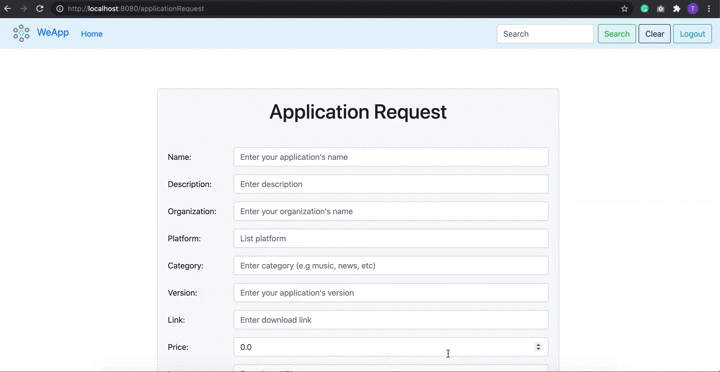 http://localhost:8080/applicationRequest
WeApp Home Search Search Clear Logout
Application Request
Name: Enter your application's name
Description: Enter description
Organization: Enter your organization's name
Platform: List platform
Category: Enter category (e.g music, news, etc)
Version: Enter your application's version
Link: Enter download link
Price: 0.0